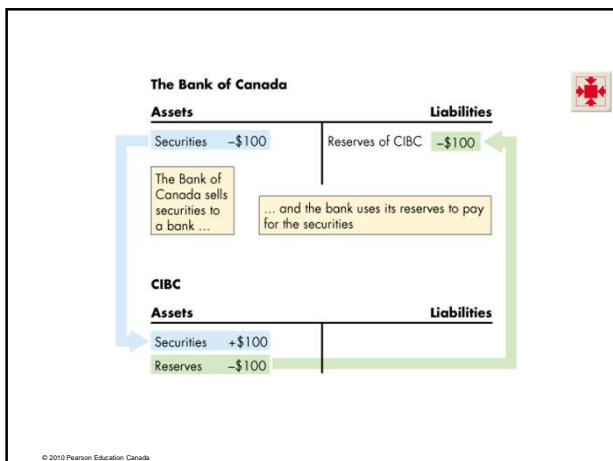 The Bank of Canada
Assets Liabilities
Securities –$100 Reserves of CIBC –$100
The Bank of
Canada sells
securities to
a bank ...
... and the bank uses its reserves to pay
for the securities
CIBC
Assets Liabilities
Securities +$100
Reserves –$100
© 2010 Pearson Education Canada